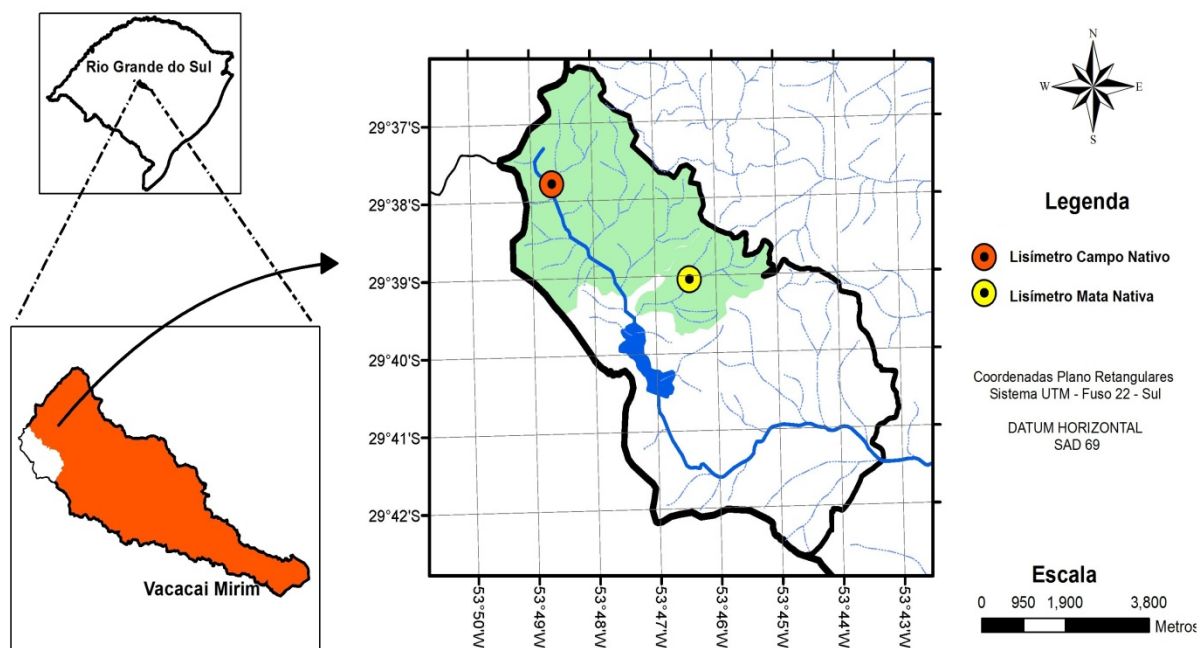 Rio Grande do Sul
Vacacai Mirim
29°37'S
29°38'S
29°39'S
29°40'S
29°41'S
29°42'S
53°50'W
53°49'W
53°48'W
53°47'W
53°46'W
53°45'W
53°44'W
53°43'W
N
W
E
S
Legenda
Lisímetro Campo Nativo
Lisímetro Mata Nativa
Coordenadas Plano Retangulares
Sistema UTM - Fuso 22 - Sul
DATUM HORIZONTAL
SAD 69
Escala
0 950 1,900 3,800
Metros